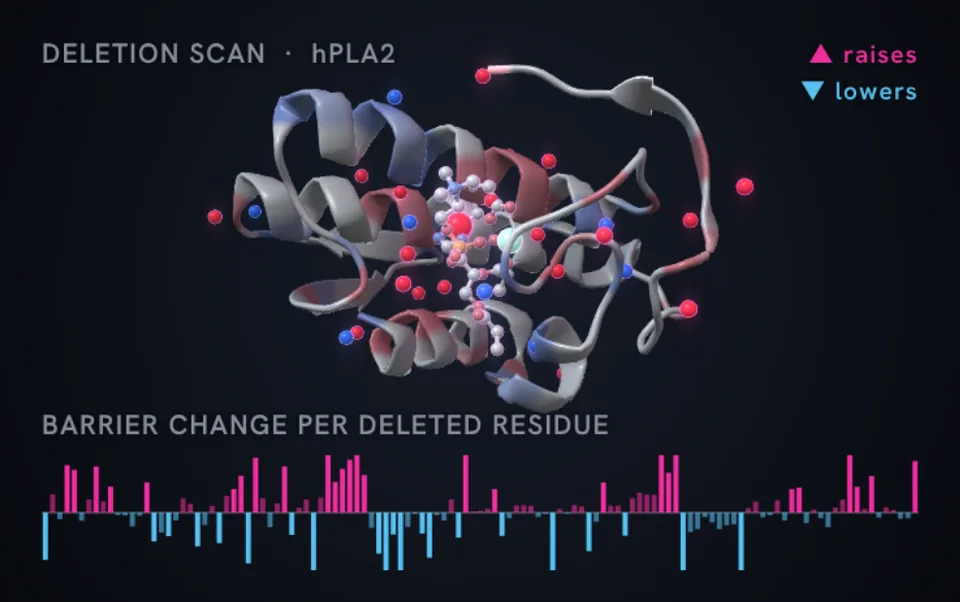 DELETION SCAN · hPLA2
▲ raises
▼ lowers
BARRIER CHANGE PER DELETED RESIDUE